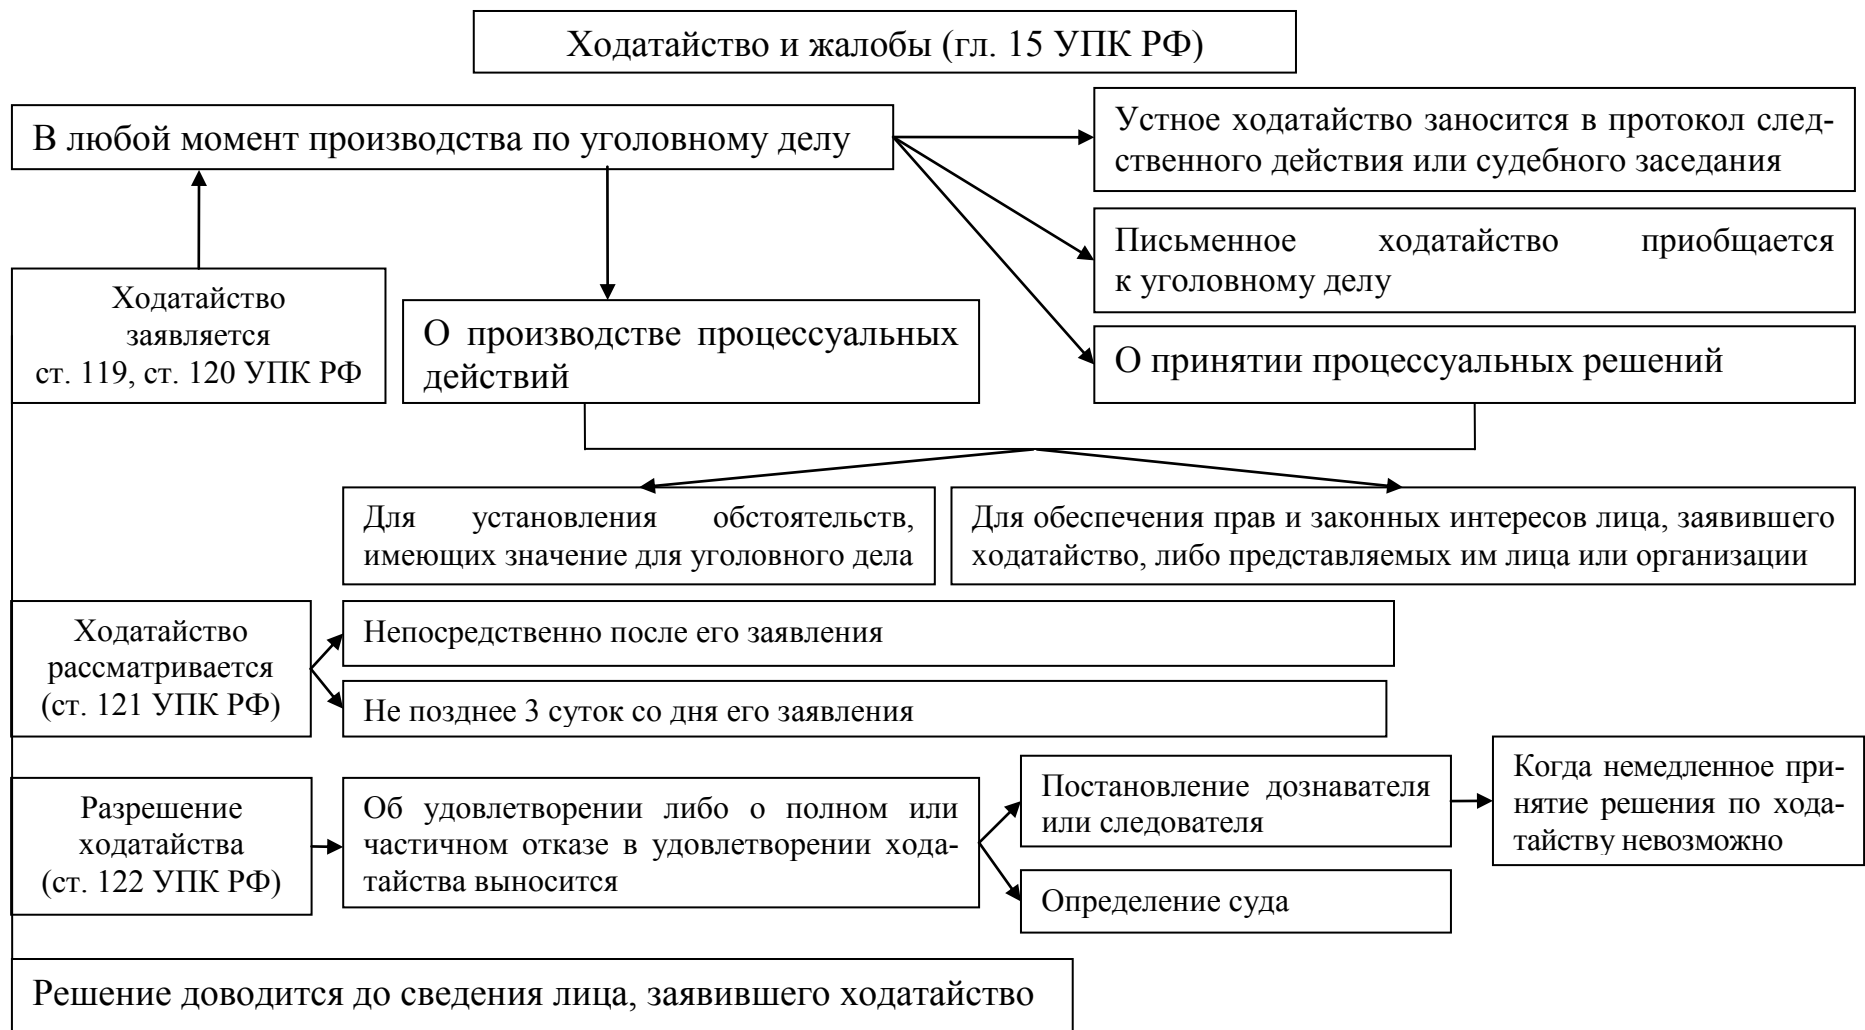 Ходатайство и жалобы (гл. 15 УПК РФ)
В любой момент производства по уголовному делу
Устное ходатайство заносится в протокол след-
ственного действия или судебного заседания
Письменное ходатайство приобщается
к уголовному делу
Ходатайство
заявляется
ст. 119, ст. 120 УПК РФ
О производстве процессуальных
действий
О принятии процессуальных решений
Для установления обстоятельств,
имеющих значение для уголовного дела
Для обеспечения прав и законных интересов лица, заявившего
ходатайство, либо представляемых им лица или организации
Ходатайство
рассматривается
(ст. 121 УПК РФ)
Непосредственно после его заявления
Не позднее 3 суток со дня его заявления
Разрешение
ходатайства
(ст. 122 УПК РФ)
Об удовлетворении либо о полном или
частичном отказе в удовлетворении хода-
тайства выносится
Постановление дознавателя
или следователя
Когда немедленное при-
нятие решения по хода-
тайству невозможно
Определение суда
Решение доводится до сведения лица, заявившего ходатайство